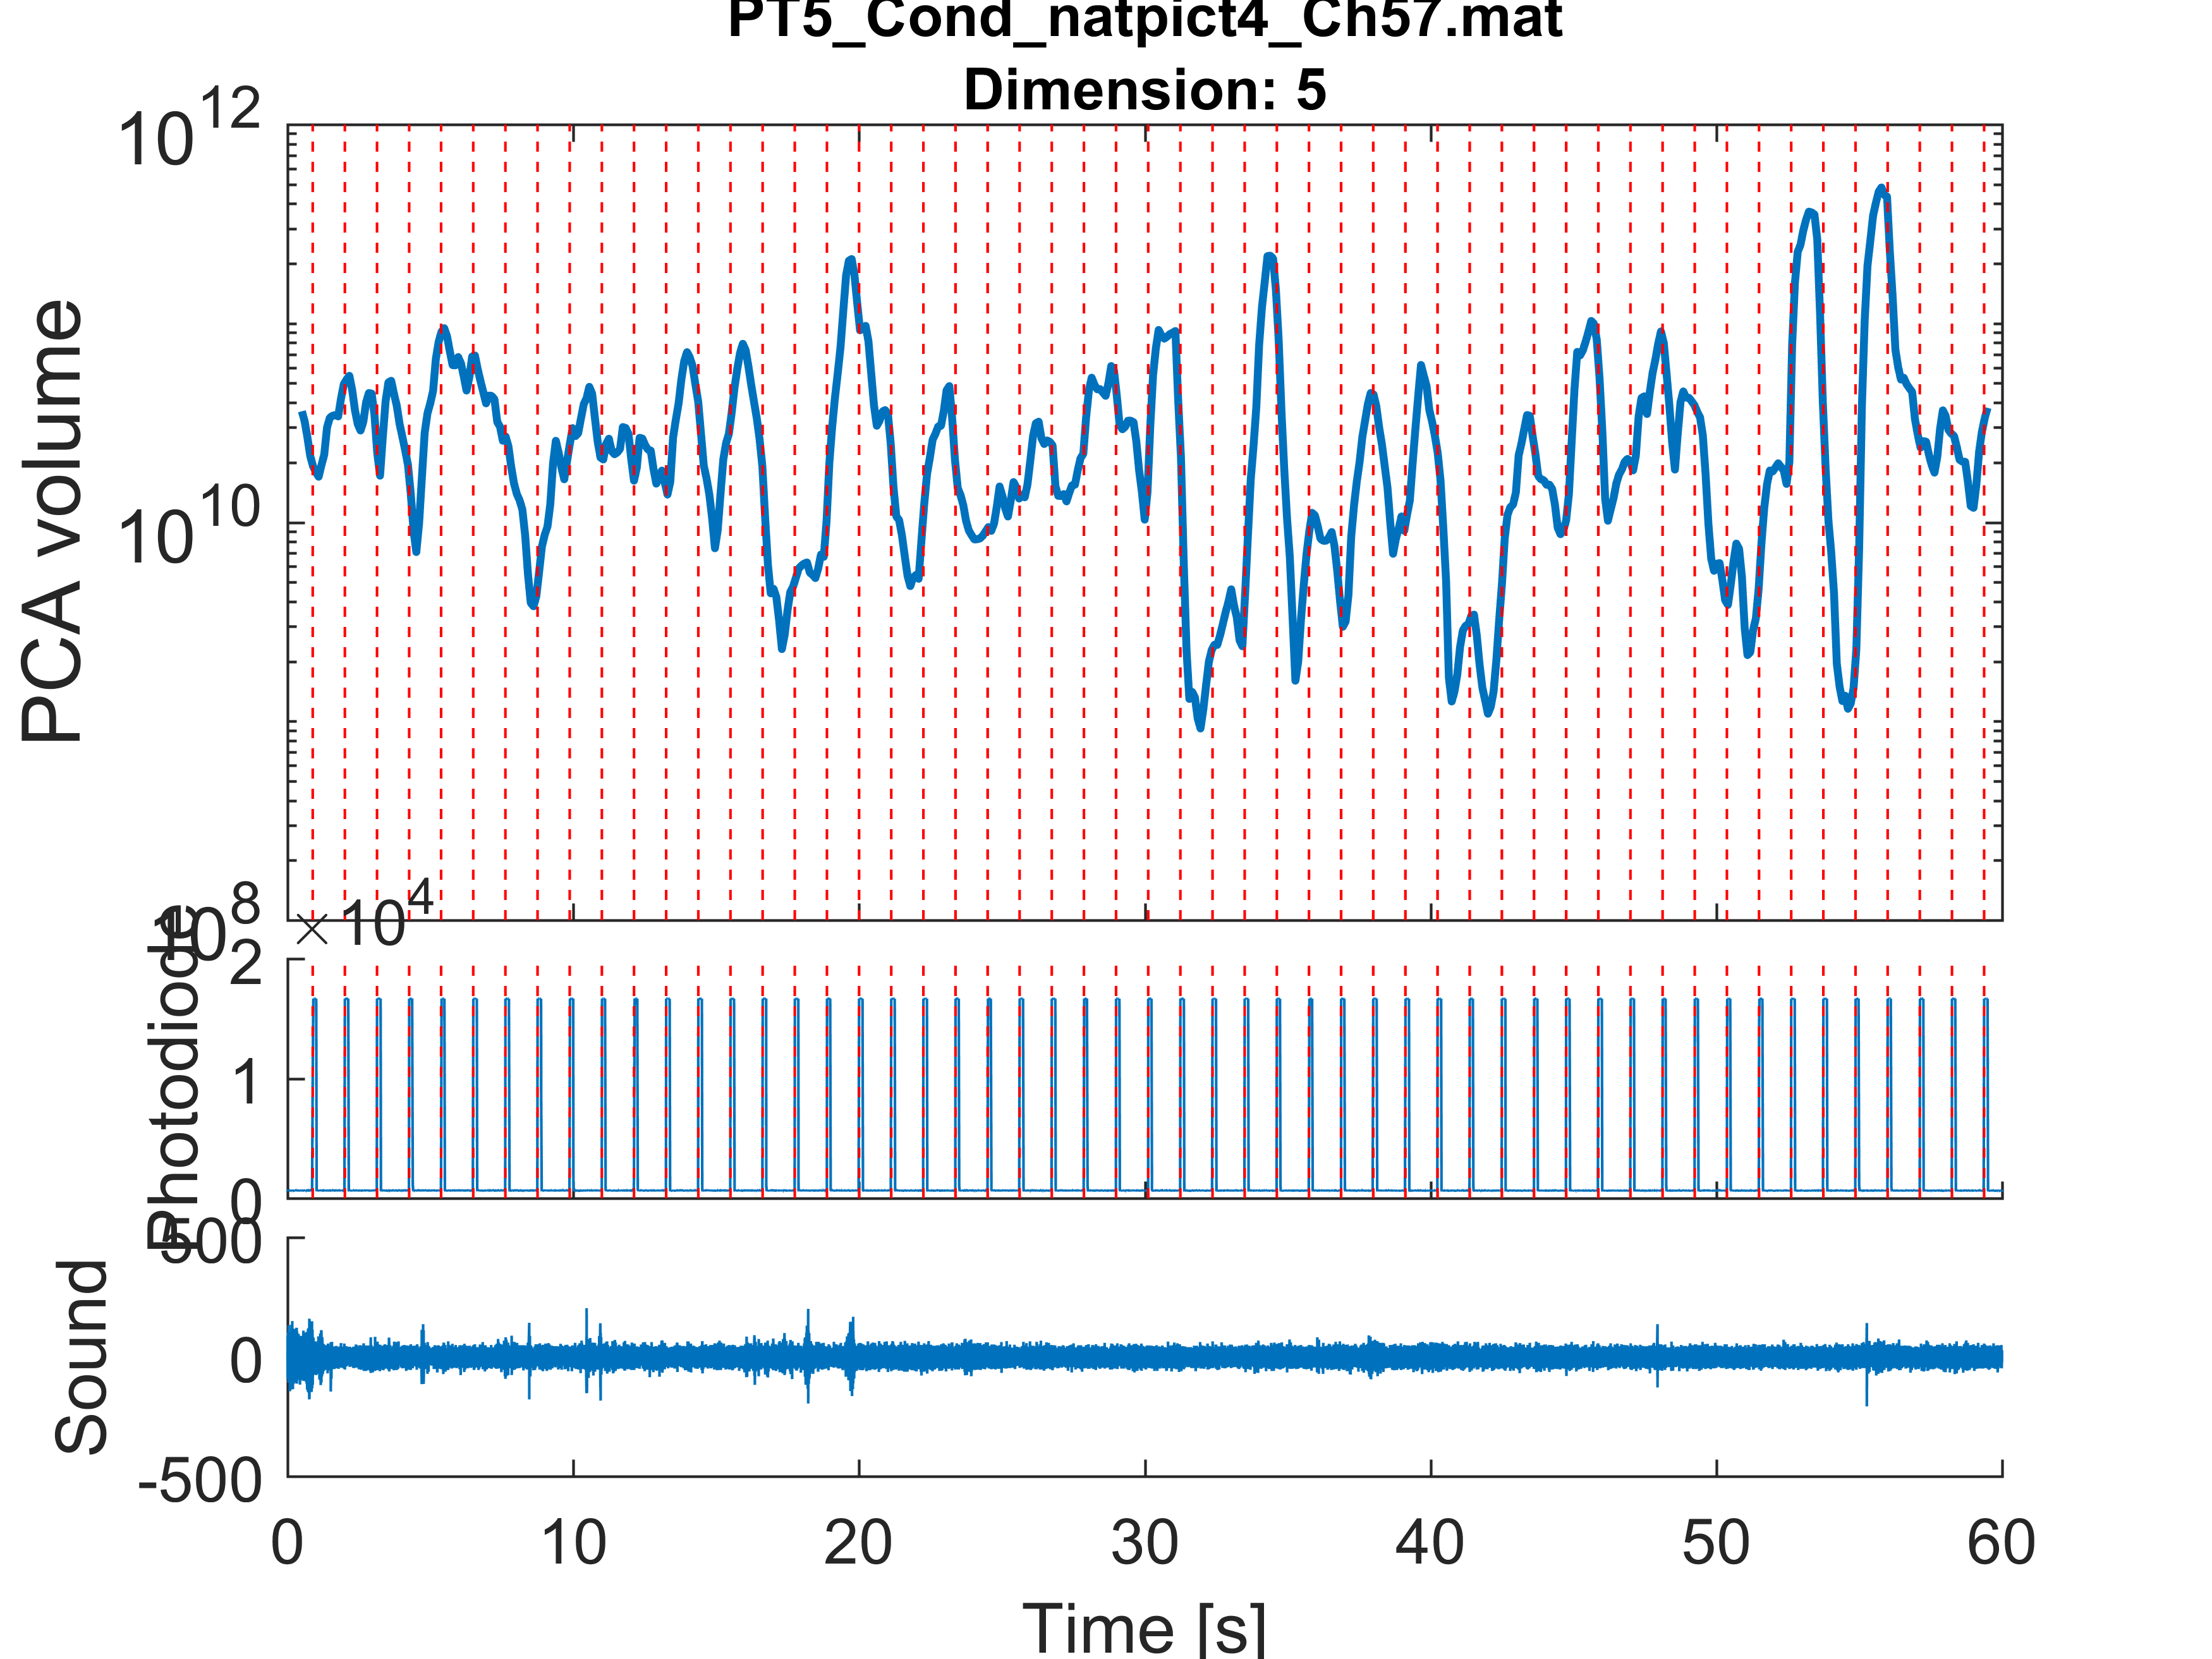 PT5_Cond_natpict4_Ch57.mat
Dimension: 5
10^12
10^10
10^8
PCA volume
×10^4
2
1
0
Photodiode
500
0
-500
Sound
0 10 20 30 40 50 60
Time [s]